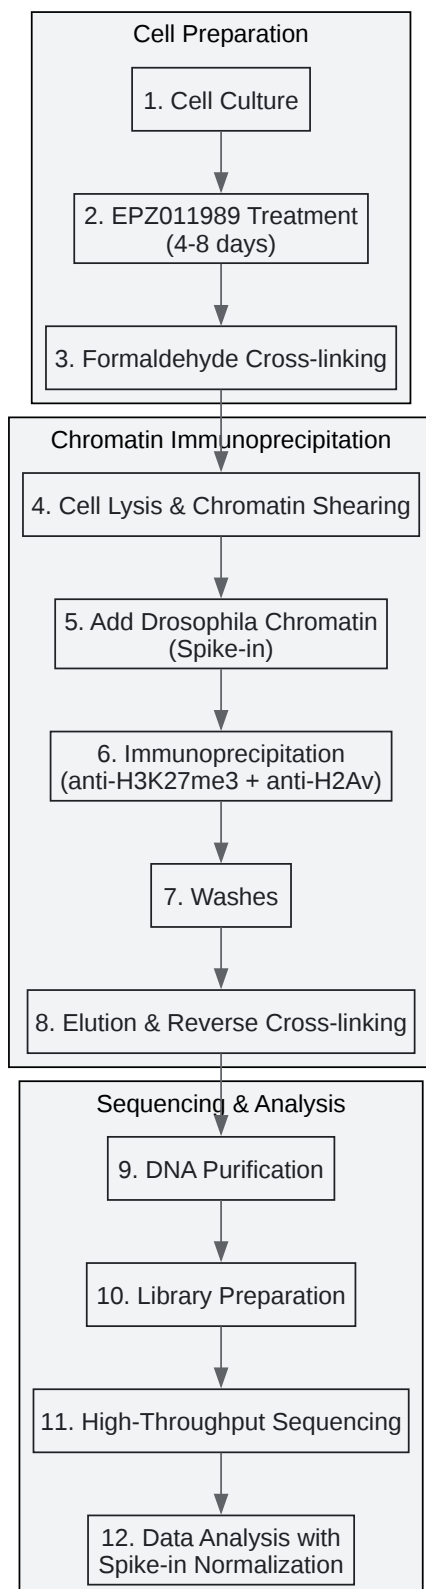 Cell Preparation
1. Cell Culture
2. EPZ011989 Treatment
(4-8 days)
3. Formaldehyde Cross-linking
Chromatin Immunoprecipitation
4. Cell Lysis & Chromatin Shearing
5. Add Drosophila Chromatin
(Spike-in)
6. Immunoprecipitation
(anti-H3K27me3 + anti-H2Av)
7. Washes
8. Elution & Reverse Cross-linking
Sequencing & Analysis
9. DNA Purification
10. Library Preparation
11. High-Throughput Sequencing
12. Data Analysis with
Spike-in Normalization